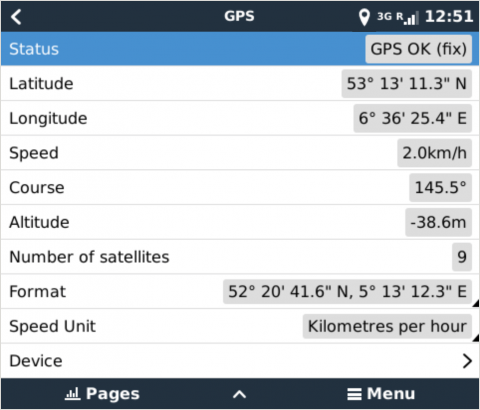 GPS 3G R 12:51
Status GPS OK (fix)
Latitude 53° 13' 11.3" N
Longitude 6° 36' 25.4" E
Speed 2.0km/h
Course 145.5°
Altitude -38.6m
Number of satellites 9
Format 52° 20' 41.6" N, 5° 13' 12.3" E
Speed Unit Kilometres per hour
Device
Pages Menu